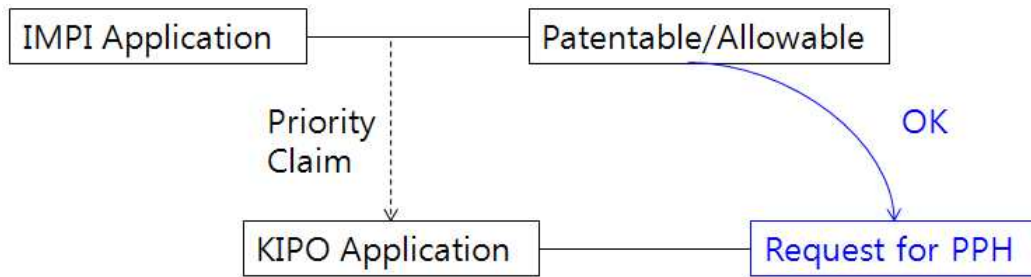 IMPI Application
Patentable/Allowable
Priority
Claim
OK
KIPO Application
Request for PPH